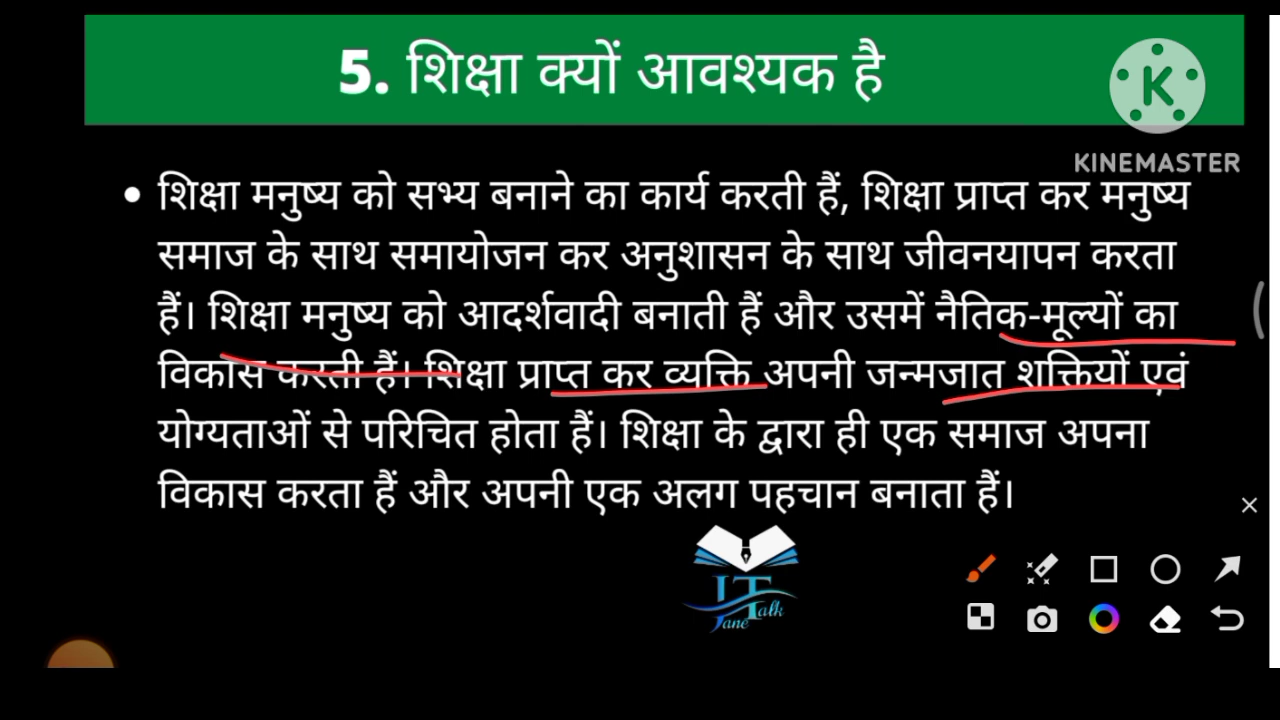 5. शिक्षा क्यों आवश्यक है
KINEMASTER
• शिक्षा मनुष्य को सभ्य बनाने का कार्य करती हैं, शिक्षा प्राप्त कर मनुष्य
समाज के साथ समायोजन कर अनुशासन के साथ जीवनयापन करता
हैं। शिक्षा मनुष्य को आदर्शवादी बनाती हैं और उसमें नैतिक-मूल्यों का
विकास करती हैं। शिक्षा प्राप्त कर व्यक्ति अपनी जन्मजात शक्तियों एवं
योग्यताओं से परिचित होता हैं। शिक्षा के द्वारा ही एक समाज अपना
विकास करता हैं और अपनी एक अलग पहचान बनाता हैं।
Jane Talk